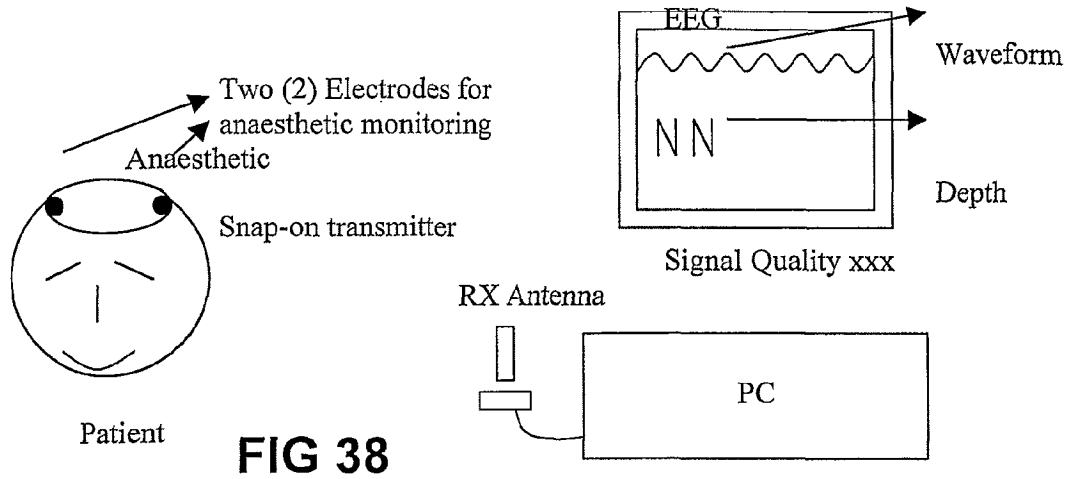 EEG
Waveform
Two (2) Electrodes for
anaesthetic monitoring
Anaesthetic
NN
Depth
Snap-on transmitter
Signal Quality xxx
RX Antenna
PC
Patient
FIG 38